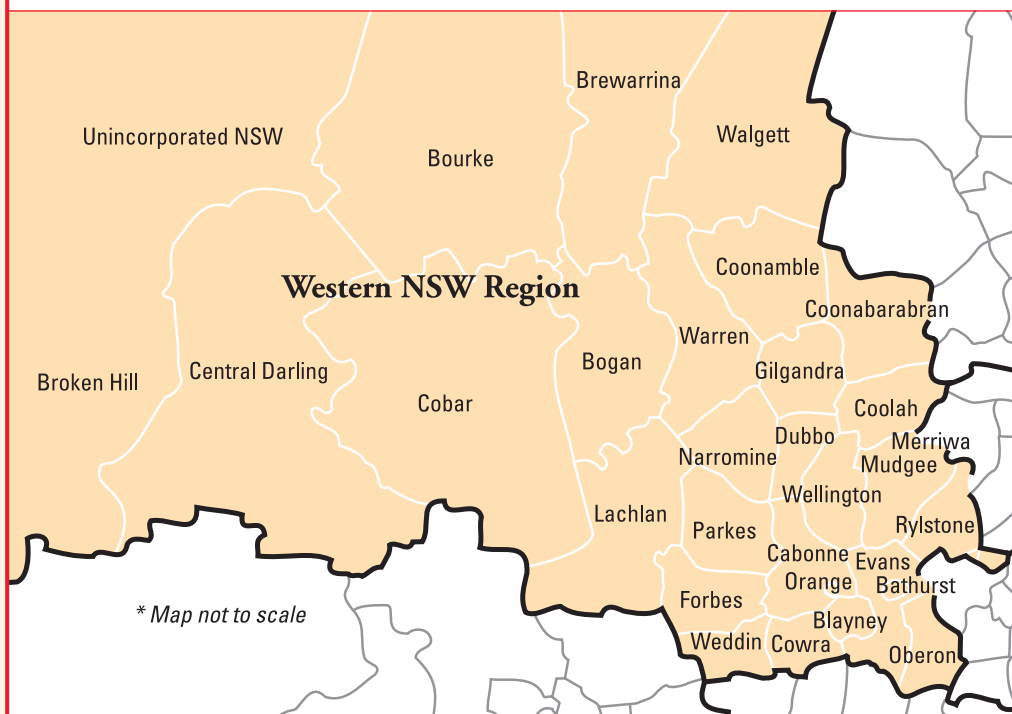 Brewarrina
Unincorporated NSW
Walgett
Bourke
Coonamble
Western NSW Region
Coonabarabran
Warren
Bogan
Central Darling
Gilgandra
Broken Hill
Cobar
Coolah
Dubbo
Merriwa
Narromine
Mudgee
Wellington
Lachlan
Rylstone
Parkes
Cabonne
Evans
Orange
Bathurst
Forbes
* Map not to scale
Blayney
Weddin
Cowra
Oberon